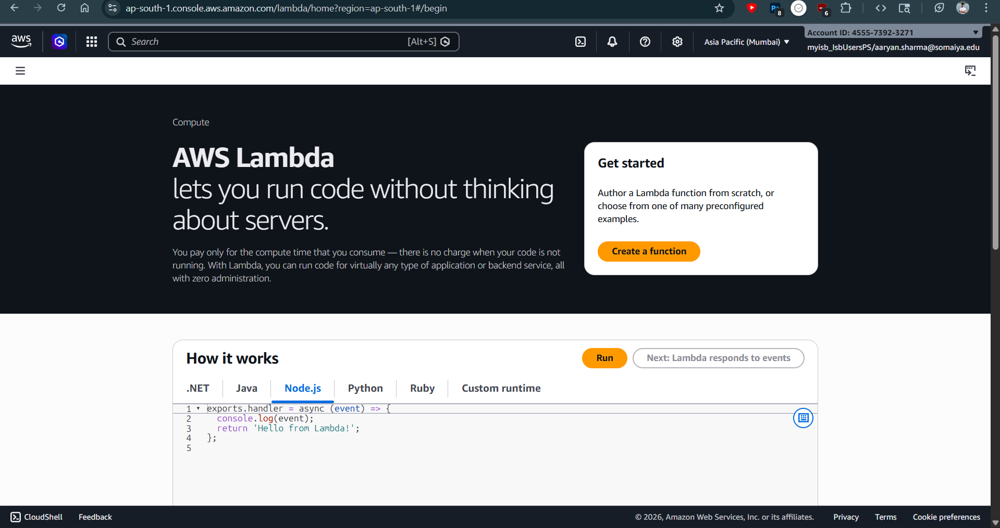 ap-south-1.console.aws.amazon.com/lambda/home?region=ap-south-1#/begin
8
6
aws
Search
[Alt+S]
Asia Pacific (Mumbai)
Account ID: 4555-7392-3271
myisb_IsbUsersPS/aaryan.sharma@somaiya.edu
Compute
AWS Lambda
lets you run code without thinking
about servers.
You pay only for the compute time that you consume — there is no charge when your code is not
running. With Lambda, you can run code for virtually any type of application or backend service, all
with zero administration.
Get started
Author a Lambda function from scratch, or
choose from one of many preconfigured
examples.
Create a function
How it works
Run
Next: Lambda responds to events
.NET
Java
Node.js
Python
Ruby
Custom runtime
1 exports.handler = async (event) => {
2 console.log(event);
3 return 'Hello from Lambda!';
4 };
5
CloudShell
Feedback
© 2026, Amazon Web Services, Inc. or its affiliates.
Privacy
Terms
Cookie preferences